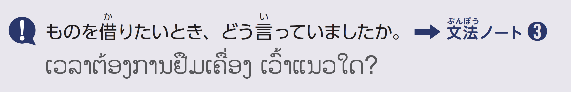 ! ものを借りたいとき、どう言っていましたか。 ➡ 文法ノート ❸
ເວລາຕ້ອງການຢືມເຄື່ອງ ເວົ້າແນວໃດ?